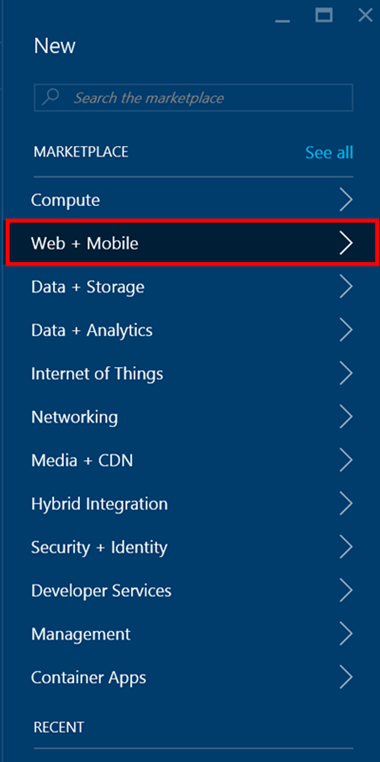 New
Search the marketplace
MARKETPLACE See all
Compute
Web + Mobile
Data + Storage
Data + Analytics
Internet of Things
Networking
Media + CDN
Hybrid Integration
Security + Identity
Developer Services
Management
Container Apps
RECENT